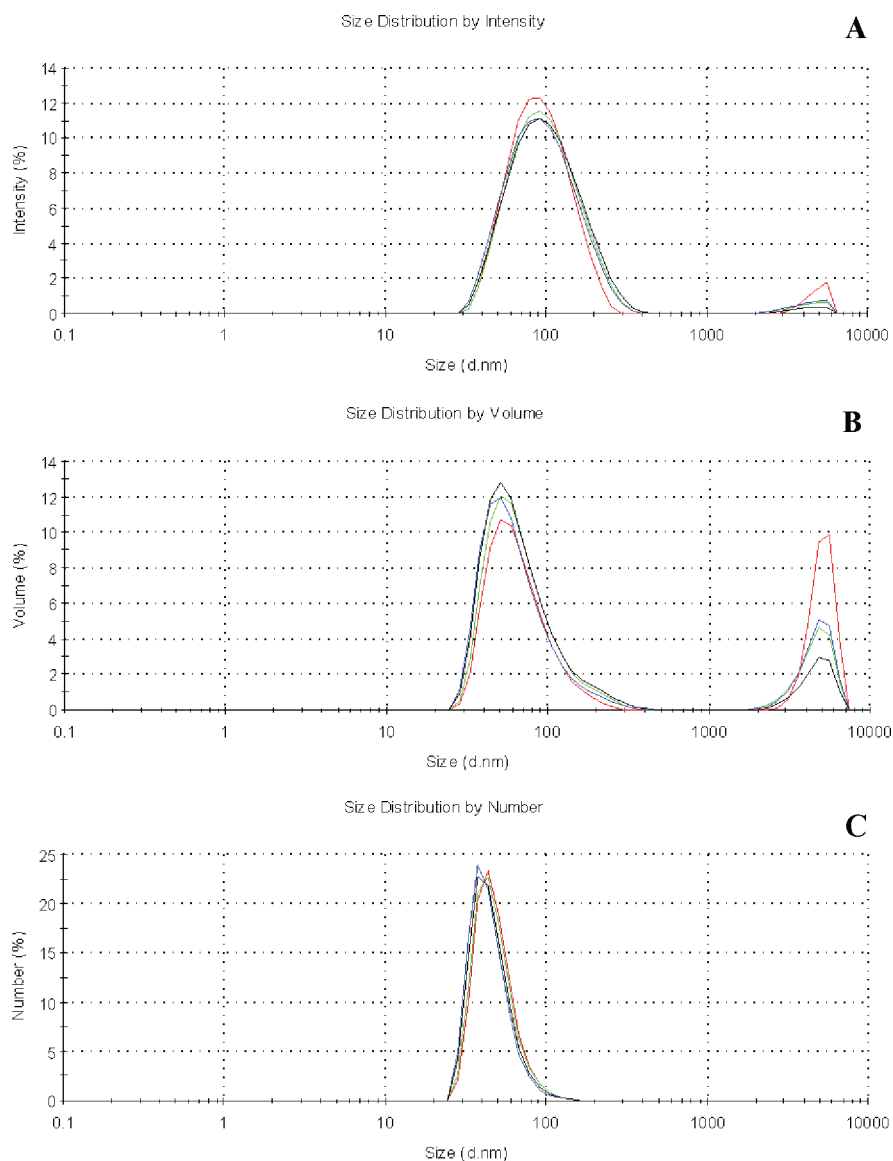 Size Distribution by Intensity
A
14
12
10
8
6
4
2
0
Intensity (%)
0.1 1 10 100 1000 10000
Size (d.nm)
Size Distribution by Volume
B
14
12
10
8
6
4
2
0
Volume (%)
0.1 1 10 100 1000 10000
Size (d.nm)
Size Distribution by Number
C
25
20
15
10
5
0
Number (%)
0.1 1 10 100 1000 10000
Size (d.nm)